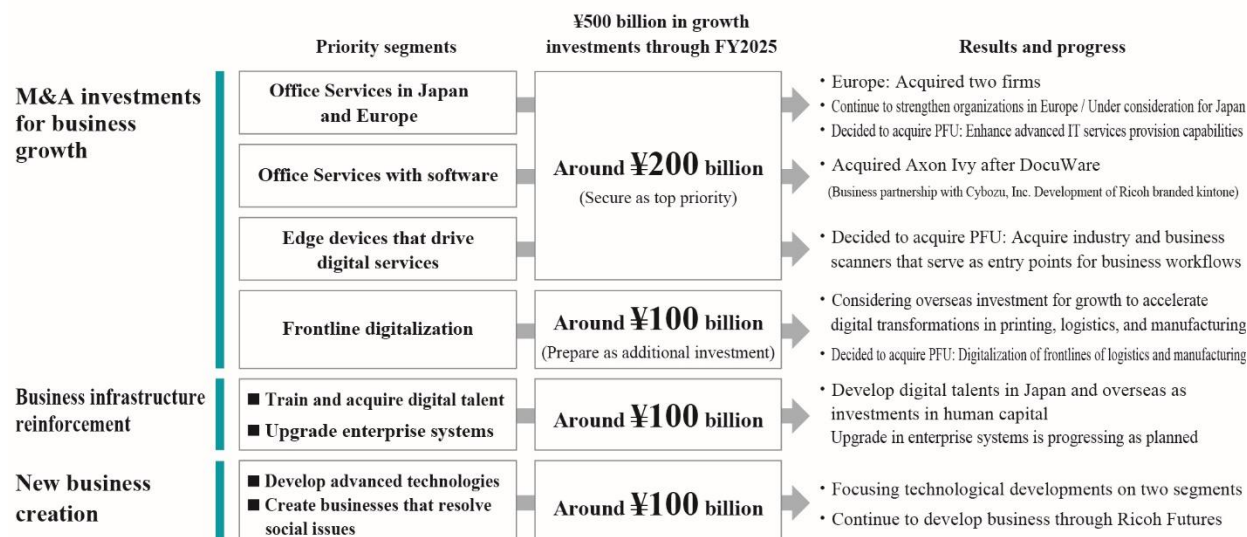 Priority segments
¥500 billion in growth
investments through FY2025
Results and progress
M&A investments
for business
growth
Office Services in Japan
and Europe
Office Services with software
Edge devices that drive
digital services
Around ¥200 billion
(Secure as top priority)
• Europe: Acquired two firms
• Continue to strengthen organizations in Europe / Under consideration for Japan
• Decided to acquire PFU: Enhance advanced IT services provision capabilities
• Acquired Axon Ivy after DocuWare
(Business partnership with Cybozu, Inc. Development of Ricoh branded kintone)
• Decided to acquire PFU: Acquire industry and business
scanners that serve as entry points for business workflows
Frontline digitalization
Around ¥100 billion
(Prepare as additional investment)
• Considering overseas investment for growth to accelerate
digital transformations in printing, logistics, and manufacturing
• Decided to acquire PFU: Digitalization of frontlines of logistics and manufacturing
Business infrastructure
reinforcement
■ Train and acquire digital talent
■ Upgrade enterprise systems
Around ¥100 billion
• Develop digital talents in Japan and overseas as
investments in human capital
Upgrade in enterprise systems is progressing as planned
New business
creation
■ Develop advanced technologies
■ Create businesses that resolve
social issues
Around ¥100 billion
• Focusing technological developments on two segments
• Continue to develop business through Ricoh Futures